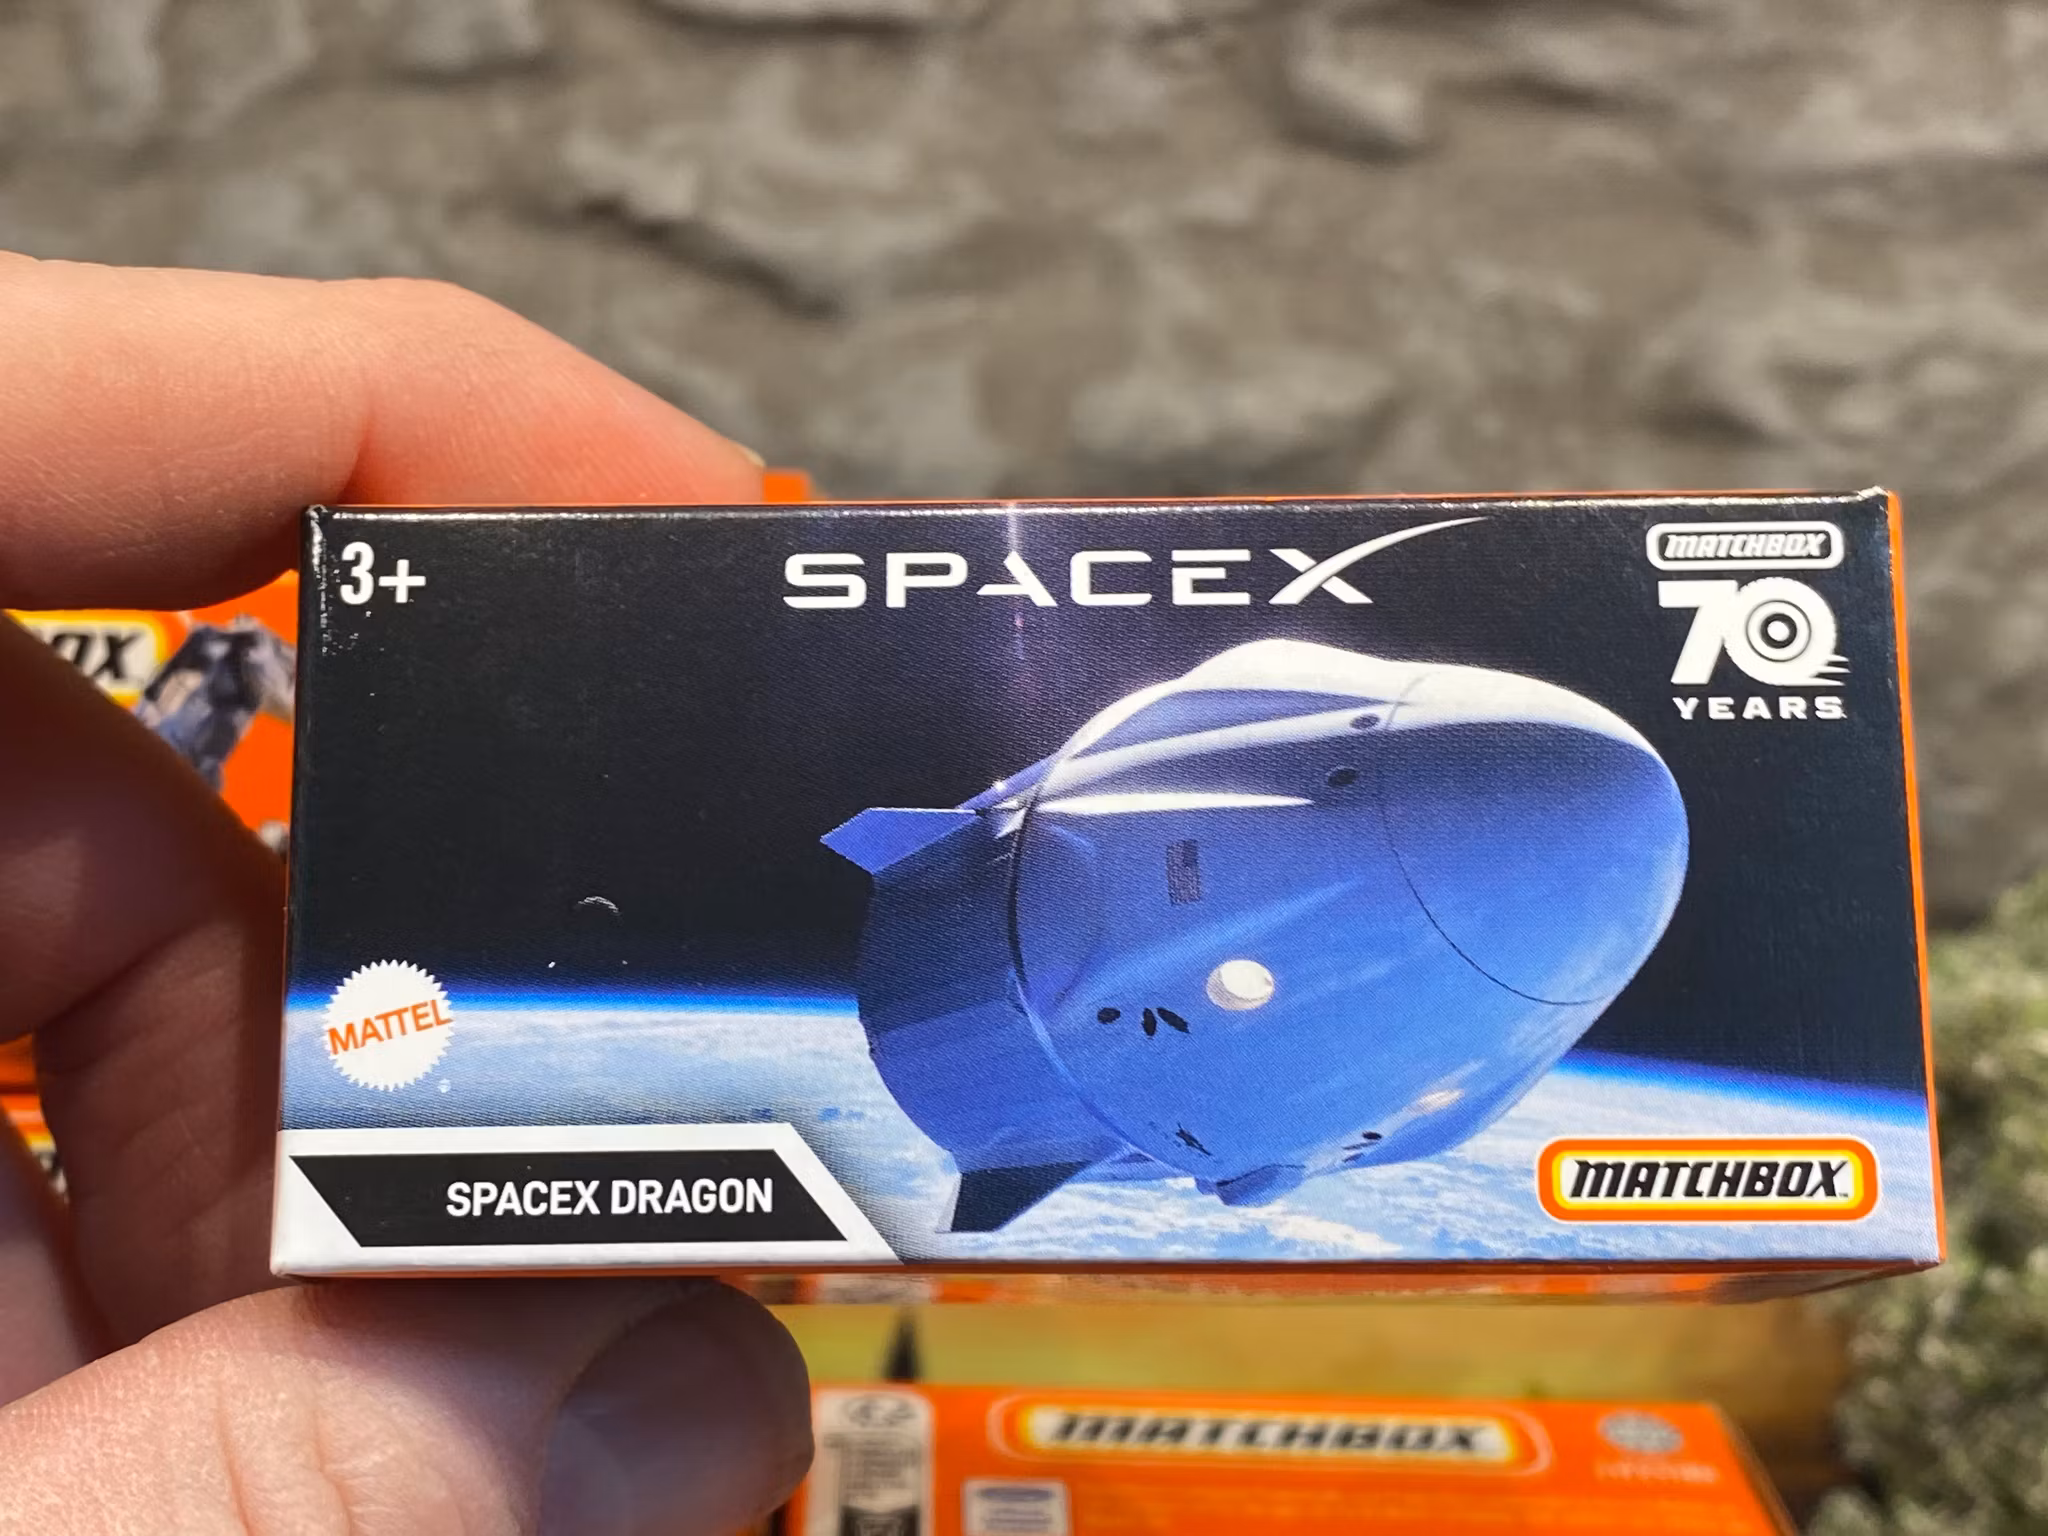 3+
SPACEX
MATCHBOX
70
YEARS
MATTEL
SPACEX DRAGON
MATCHBOX
MATCHBOX